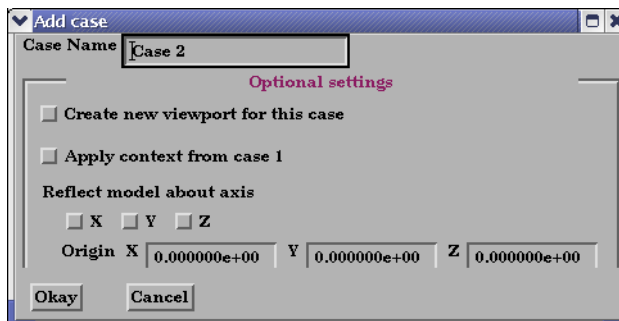 Add case
Case Name Case 2
Optional settings
Create new viewport for this case
Apply context from case 1
Reflect model about axis
X Y Z
Origin X 0.000000e+00 Y 0.000000e+00 Z 0.000000e+00
Okay Cancel